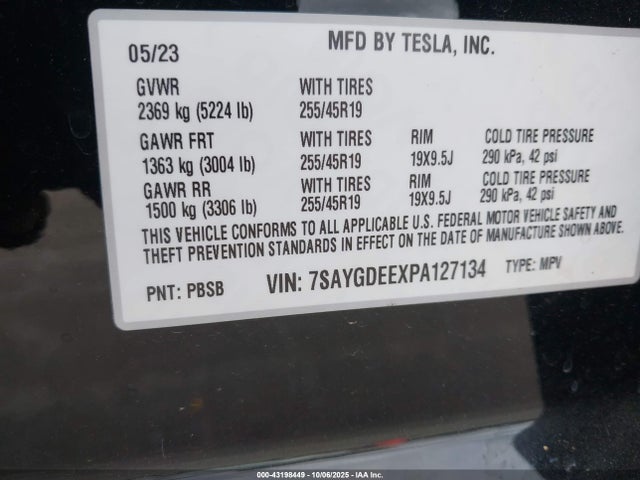 05/23 MFD BY TESLA, INC.
GVWR WITH TIRES
2369 kg (5224 lb) 255/45R19
GAWR FRT WITH TIRES RIM COLD TIRE PRESSURE
1363 kg (3004 lb) 255/45R19 19X9.5J 290 kPa, 42 psi
GAWR RR WITH TIRES RIM COLD TIRE PRESSURE
1500 kg (3306 lb) 255/45R19 19X9.5J 290 kPa, 42 psi
THIS VEHICLE CONFORMS TO ALL APPLICABLE U.S. FEDERAL MOTOR VEHICLE SAFETY AND
THEFT PREVENTION STANDARDS IN EFFECT ON THE DATE OF MANUFACTURE SHOWN ABOVE.
PNT: PBSB VIN: 7SAYGDEEXPA127134 TYPE: MPV
000-43198449 | 10/06/2025 | IAA Inc.